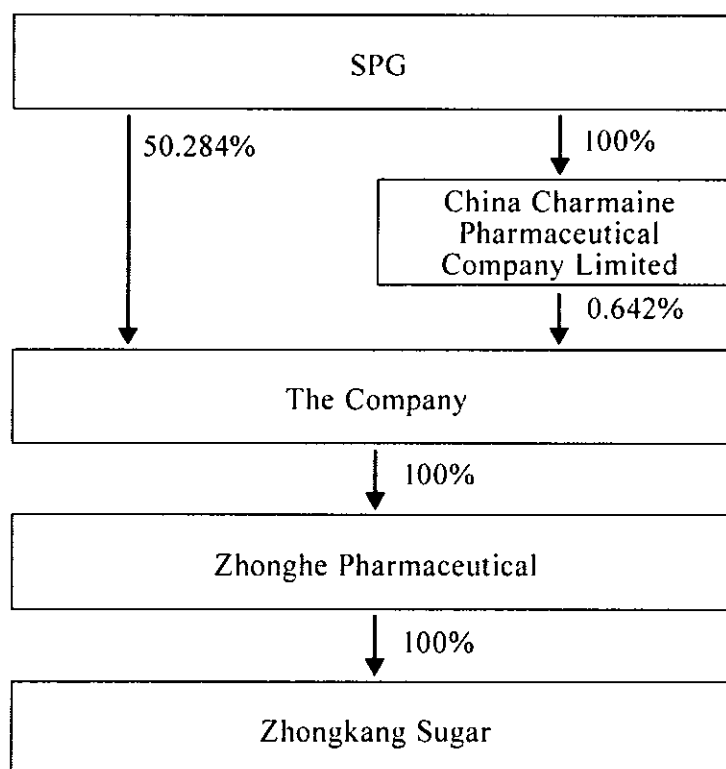 SPG
50.284%
100%
China Charmaine
Pharmaceutical
Company Limited
0.642%
The Company
100%
Zhonghe Pharmaceutical
100%
Zhongkang Sugar